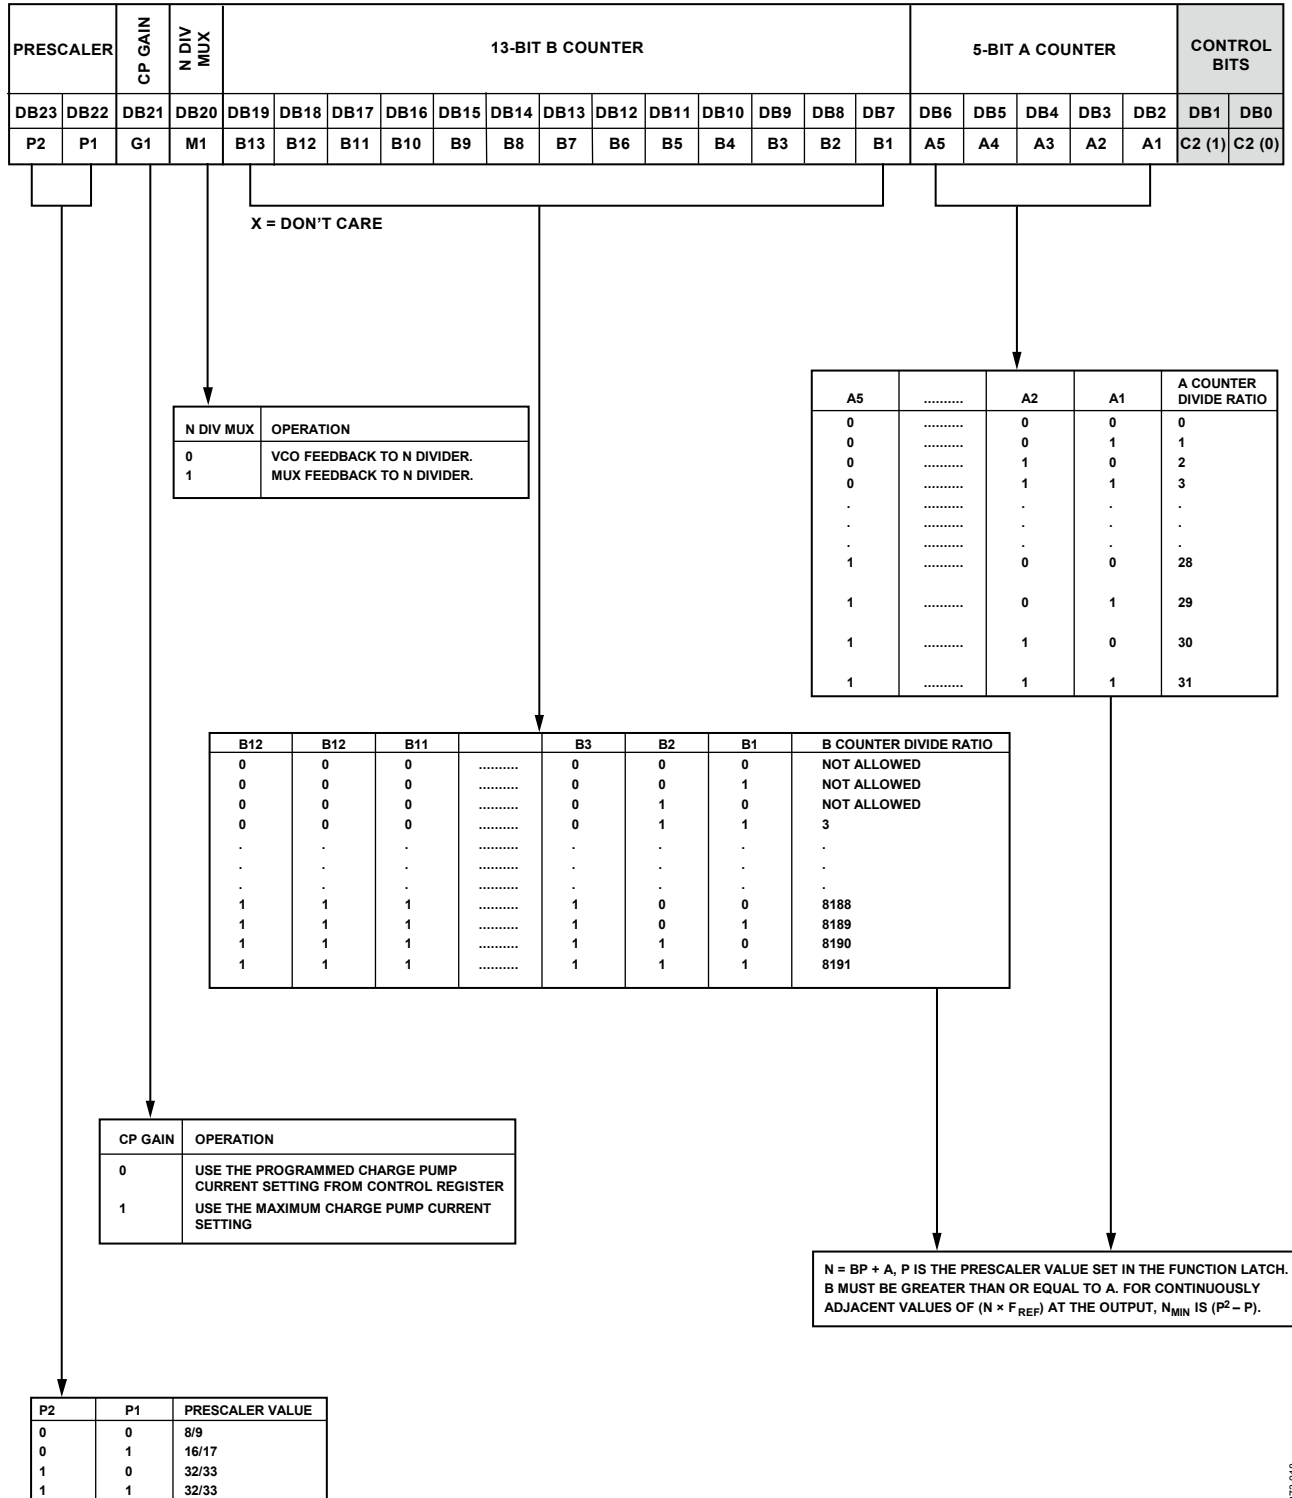 PRESCALER CP GAIN N DIV MUX 13-BIT B COUNTER 5-BIT A COUNTER CONTROL BITS
DB23 DB22 DB21 DB20 DB19 DB18 DB17 DB16 DB15 DB14 DB13 DB12 DB11 DB10 DB9 DB8 DB7 DB6 DB5 DB4 DB3 DB2 DB1 DB0
P2 P1 G1 M1 B13 B12 B11 B10 B9 B8 B7 B6 B5 B4 B3 B2 B1 A5 A4 A3 A2 A1 C2 (1) C2 (0)
X = DON'T CARE
N DIV MUX OPERATION
0 VCO FEEDBACK TO N DIVIDER.
1 MUX FEEDBACK TO N DIVIDER.
A5 .......... A2 A1 A COUNTER DIVIDE RATIO
0 .......... 0 0 0
0 .......... 0 1 1
0 .......... 1 0 2
0 .......... 1 1 3
. .......... . . .
. .......... . . .
. .......... . . .
1 .......... 0 0 28
1 .......... 0 1 29
1 .......... 1 0 30
1 .......... 1 1 31
B12 B12 B11 B3 B2 B1 B COUNTER DIVIDE RATIO
0 0 0 .......... 0 0 0 NOT ALLOWED
0 0 0 .......... 0 0 1 NOT ALLOWED
0 0 0 .......... 0 1 0 NOT ALLOWED
0 0 0 .......... 0 1 1 3
. . . .......... . . . .
. . . .......... . . . .
. . . .......... . . . .
1 1 1 .......... 1 0 0 8188
1 1 1 .......... 1 0 1 8189
1 1 1 .......... 1 1 0 8190
1 1 1 .......... 1 1 1 8191
CP GAIN OPERATION
0 USE THE PROGRAMMED CHARGE PUMP
CURRENT SETTING FROM CONTROL REGISTER
1 USE THE MAXIMUM CHARGE PUMP CURRENT
SETTING
N = BP + A, P IS THE PRESCALER VALUE SET IN THE FUNCTION LATCH.
B MUST BE GREATER THAN OR EQUAL TO A. FOR CONTINUOUSLY
ADJACENT VALUES OF (N × F_REF) AT THE OUTPUT, N_MIN IS (P² – P).
P2 P1 PRESCALER VALUE
0 0 8/9
0 1 16/17
1 0 32/33
1 1 32/33